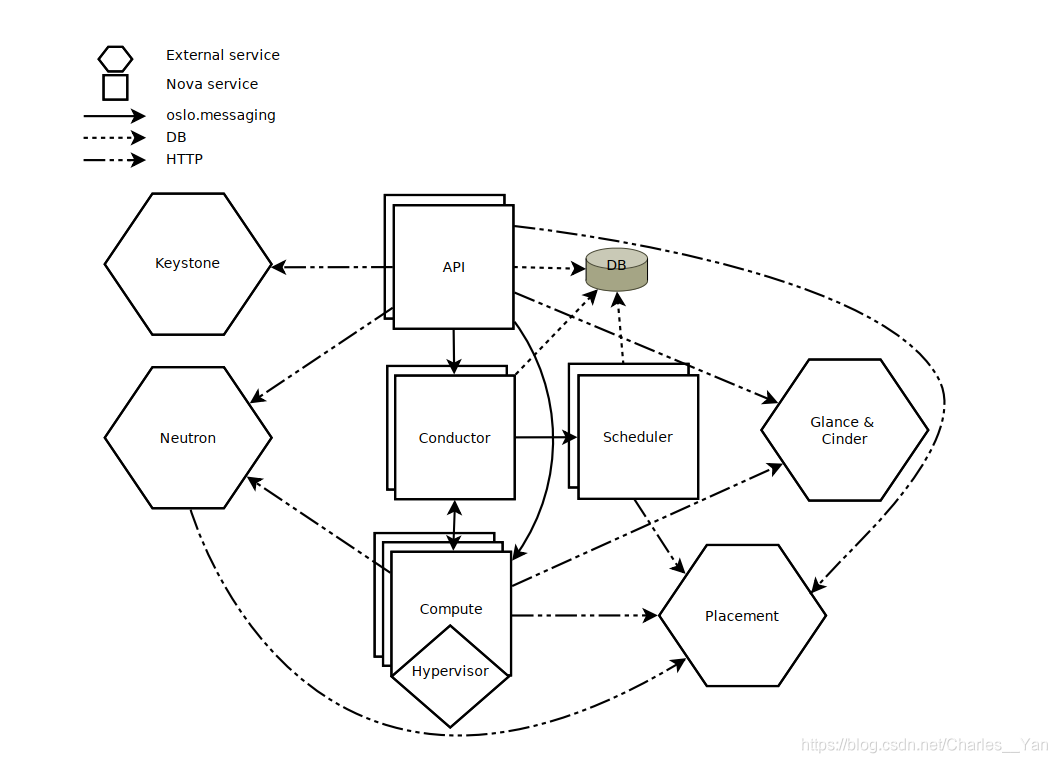 External service
Nova service
oslo.messaging
DB
HTTP
Keystone
API
DB
Neutron
Conductor
Scheduler
Glance &
Cinder
Compute
Hypervisor
Placement
https://blog.csdn.net/Charles__Yan